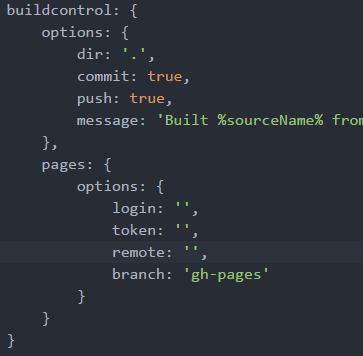 buildcontrol: {
    options: {
        dir: '.',
        commit: true,
        push: true,
        message: 'Built %sourceName% from
    },
    pages: {
        options: {
            login: '',
            token: '',
            remote: '',
            branch: 'gh-pages'
        }
    }
}